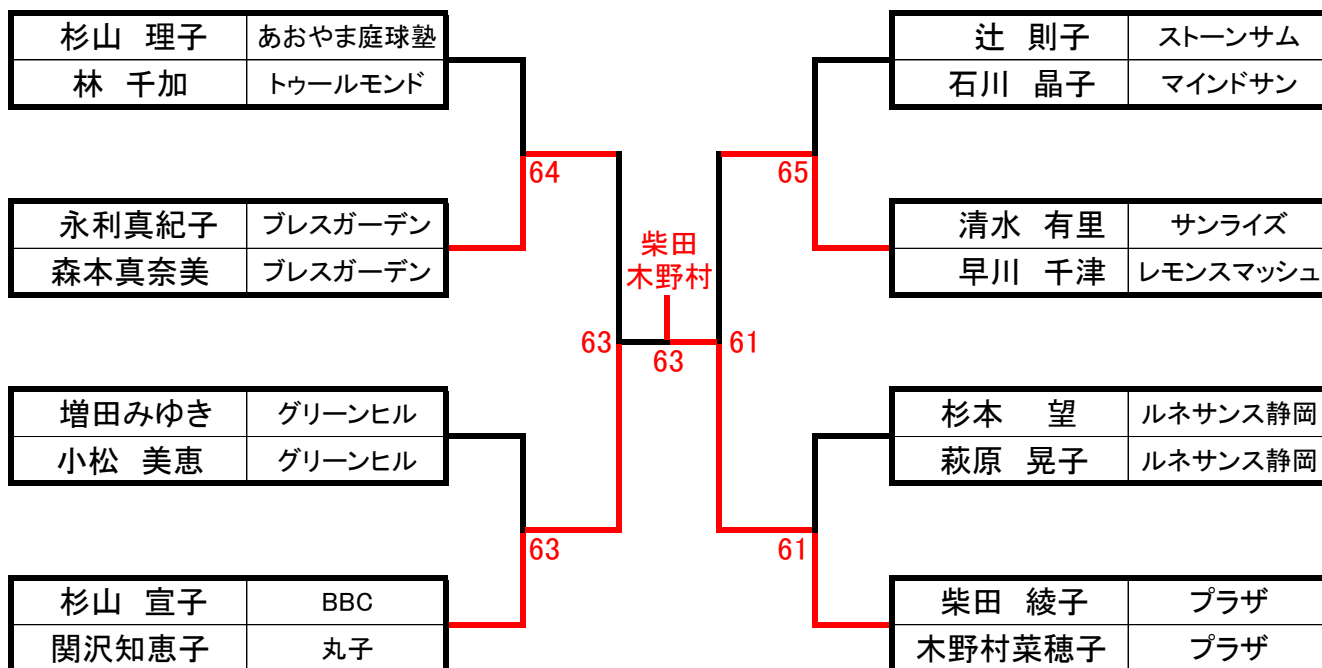 杉山 理子 あおやま庭球塾
林 千加 トゥールモンド
64
永利真紀子 ブレスガーデン
森本真奈美 ブレスガーデン
63
増田みゆき グリーンヒル
小松 美恵 グリーンヒル
63
杉山 宣子 BBC
関沢知恵子 丸子
柴田
木野村
63
辻 則子 ストーンサム
石川 晶子 マインドサン
65
清水 有里 サンライズ
早川 千津 レモンスマッシュ
61
杉本 望 ルネサンス静岡
萩原 晃子 ルネサンス静岡
61
柴田 綾子 プラザ
木野村菜穂子 プラザ